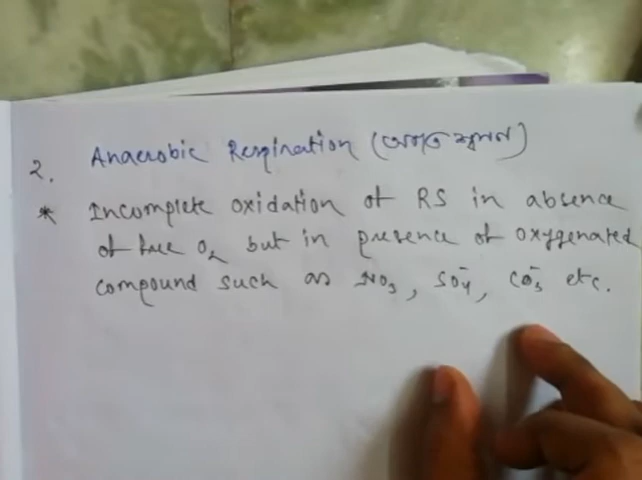 2. Anaerobic Respiration (অবাত শ্বসন)
* Incomplete oxidation of RS in absence
of free O₂ but in presence of oxygenated
compound such as NO₃, SO₄⁻, CO₃⁻ etc.